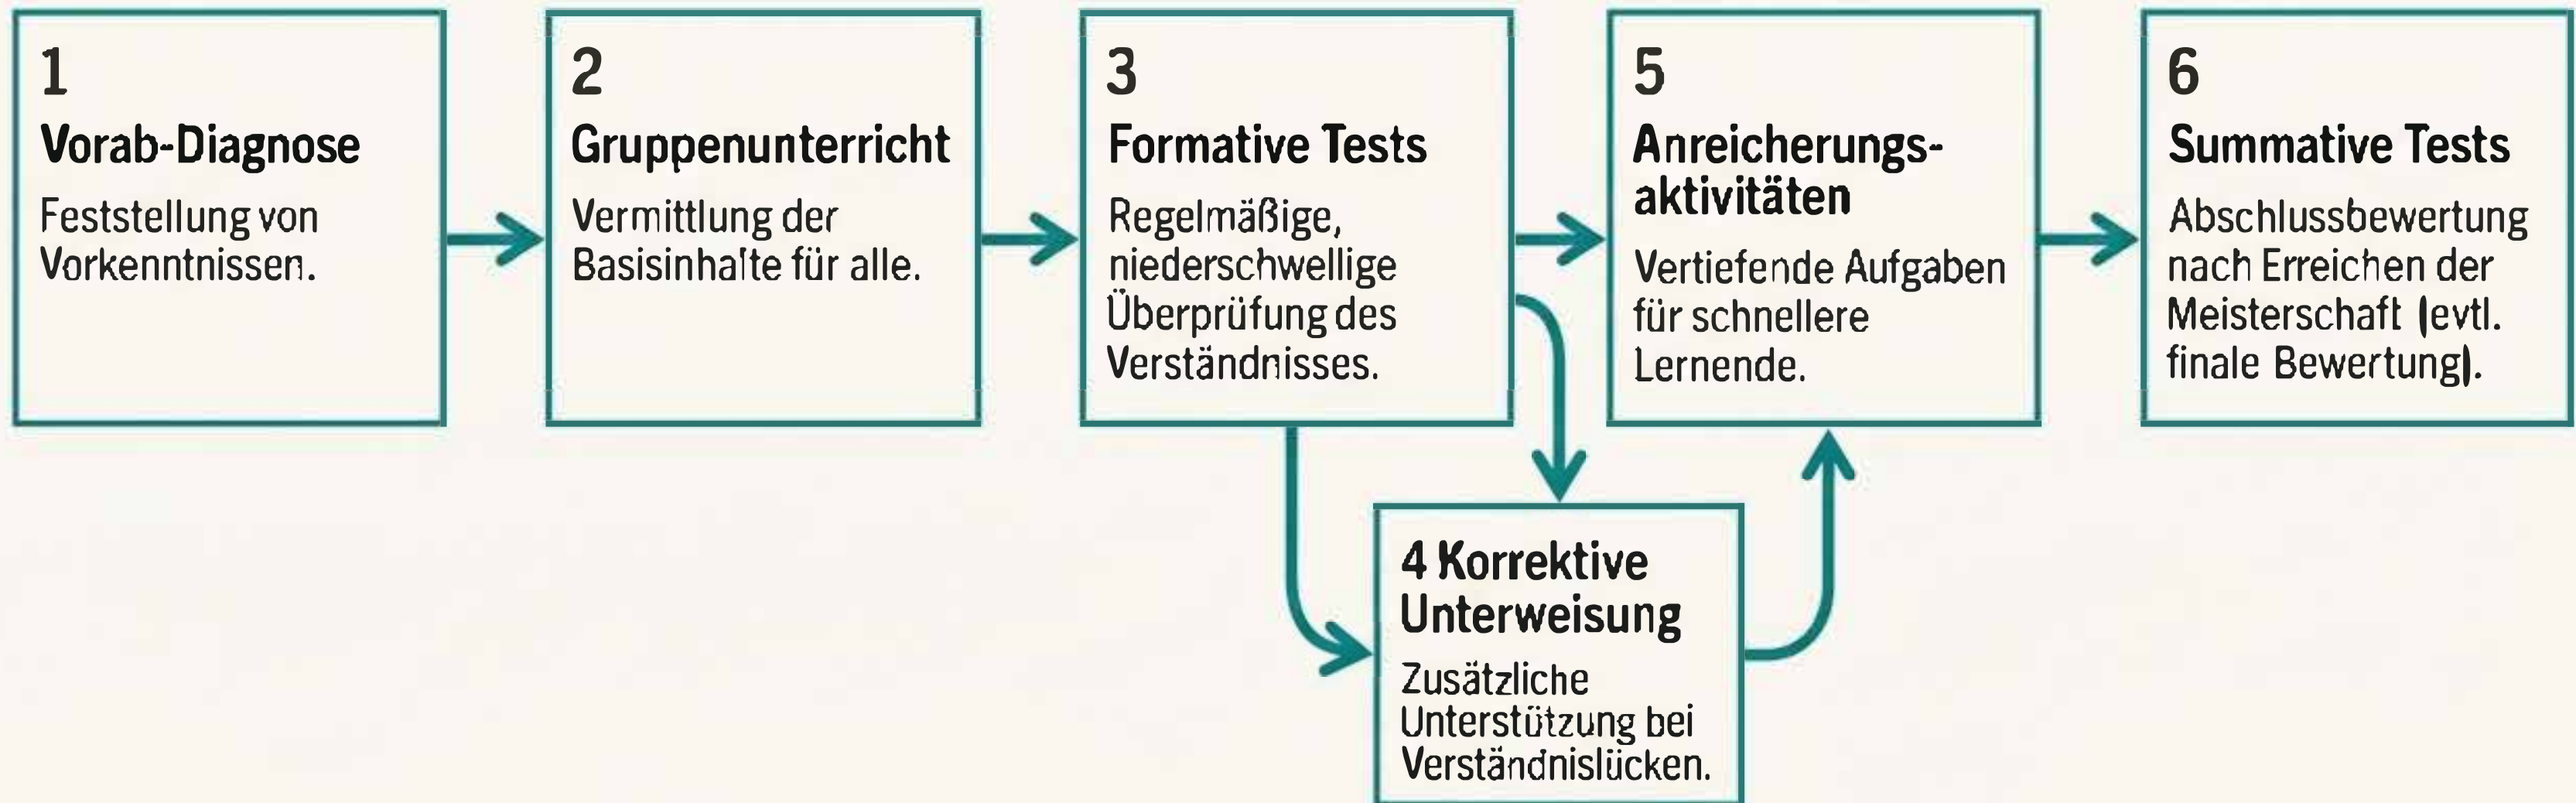 1
Vorab-Diagnose
Feststellung von
Vorkenntnissen.
2
Gruppenunterricht
Vermittlung der
Basisinhalte für alle.
3
Formative Tests
Regelmäßige,
niederschwellige
Überprüfung des
Verständnisses.
4 Korrektive
Unterweisung
Zusätzliche
Unterstützung bei
Verständnislücken.
5
Anreicherungs-
aktivitäten
Vertiefende Aufgaben
für schnellere
Lernende.
6
Summative Tests
Abschlussbewertung
nach Erreichen der
Meisterschaft (evtl.
finale Bewertung).